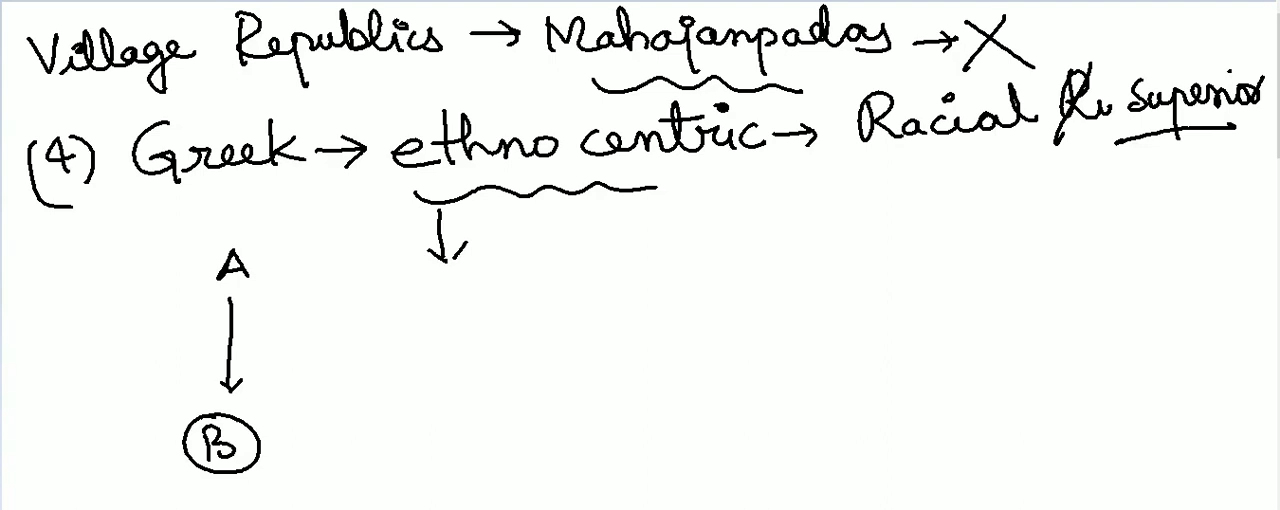 Village Republics → Mahajanpadas → X
(4) Greek → ethno centric → Racial superior
A
B